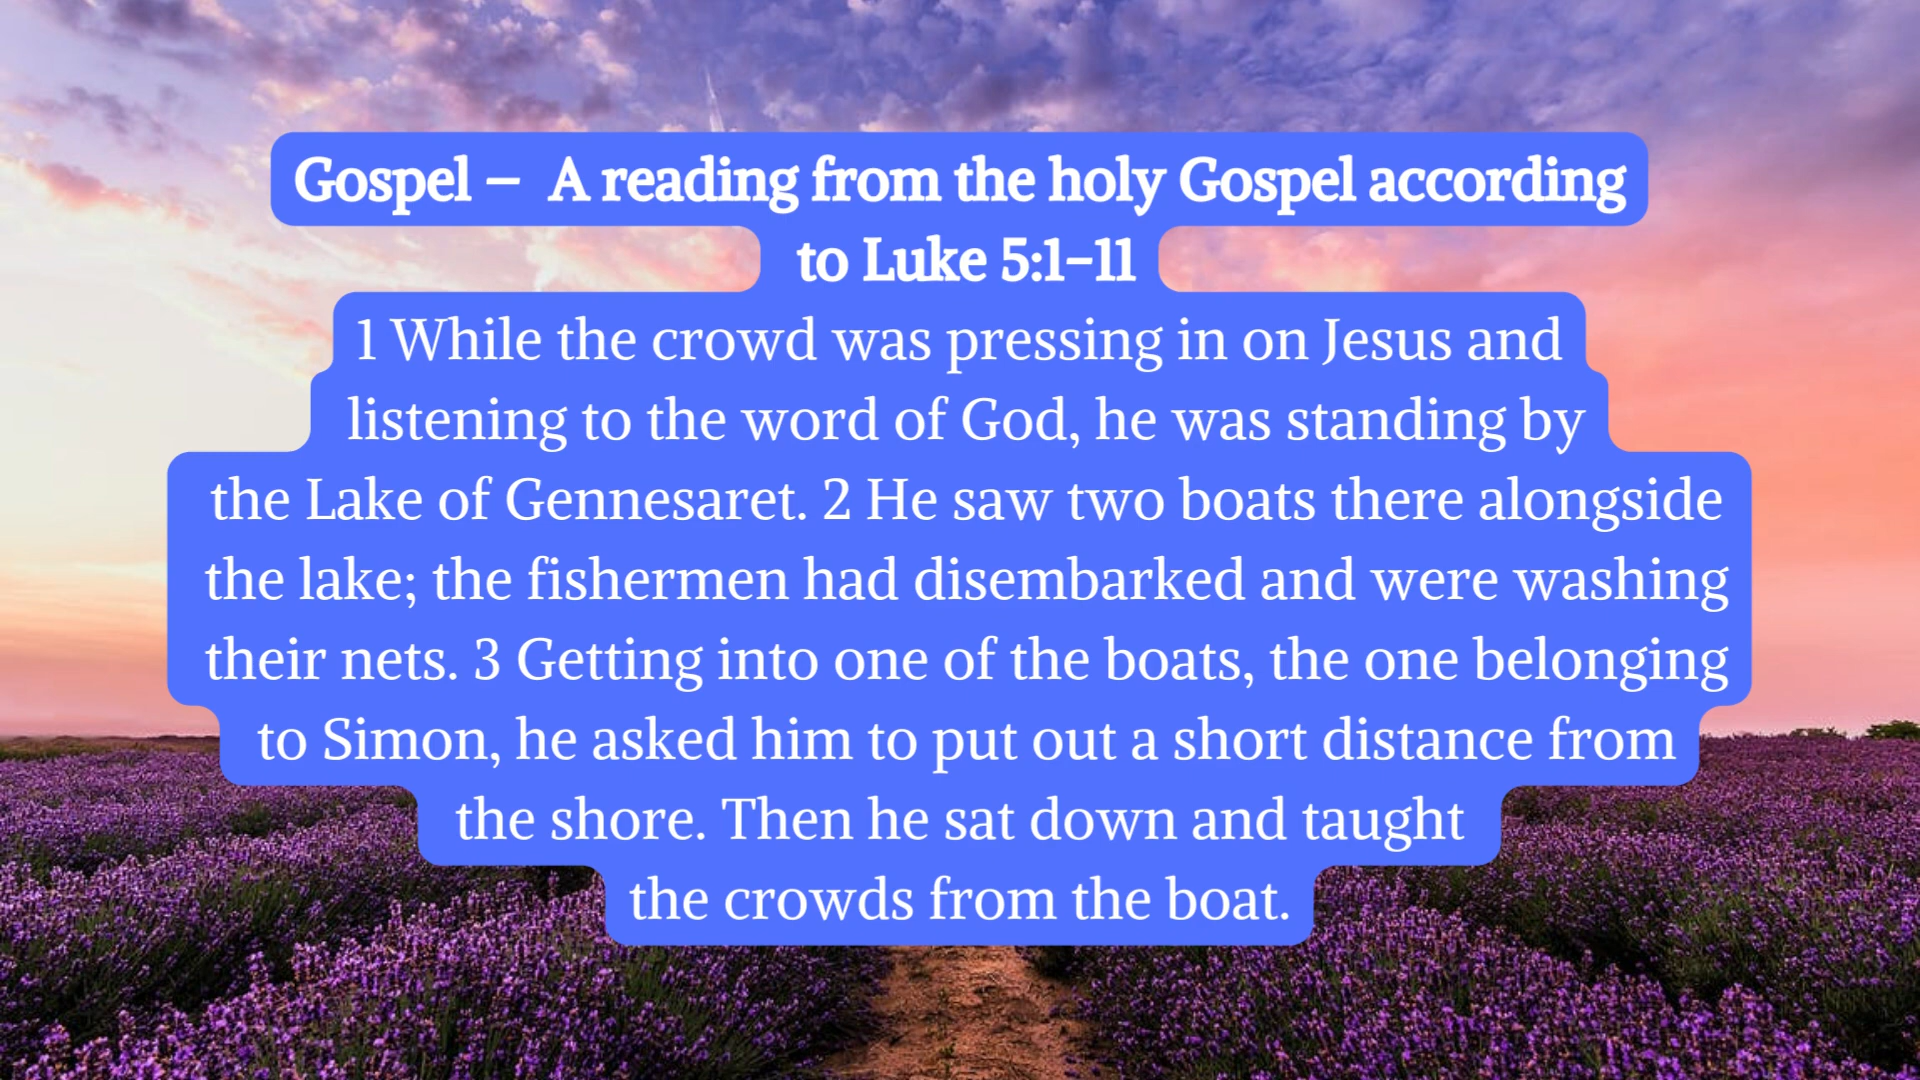 Gospel – A reading from the holy Gospel according
to Luke 5:1-11
1 While the crowd was pressing in on Jesus and
listening to the word of God, he was standing by
the Lake of Gennesaret. 2 He saw two boats there alongside
the lake; the fishermen had disembarked and were washing
their nets. 3 Getting into one of the boats, the one belonging
to Simon, he asked him to put out a short distance from
the shore. Then he sat down and taught
the crowds from the boat.